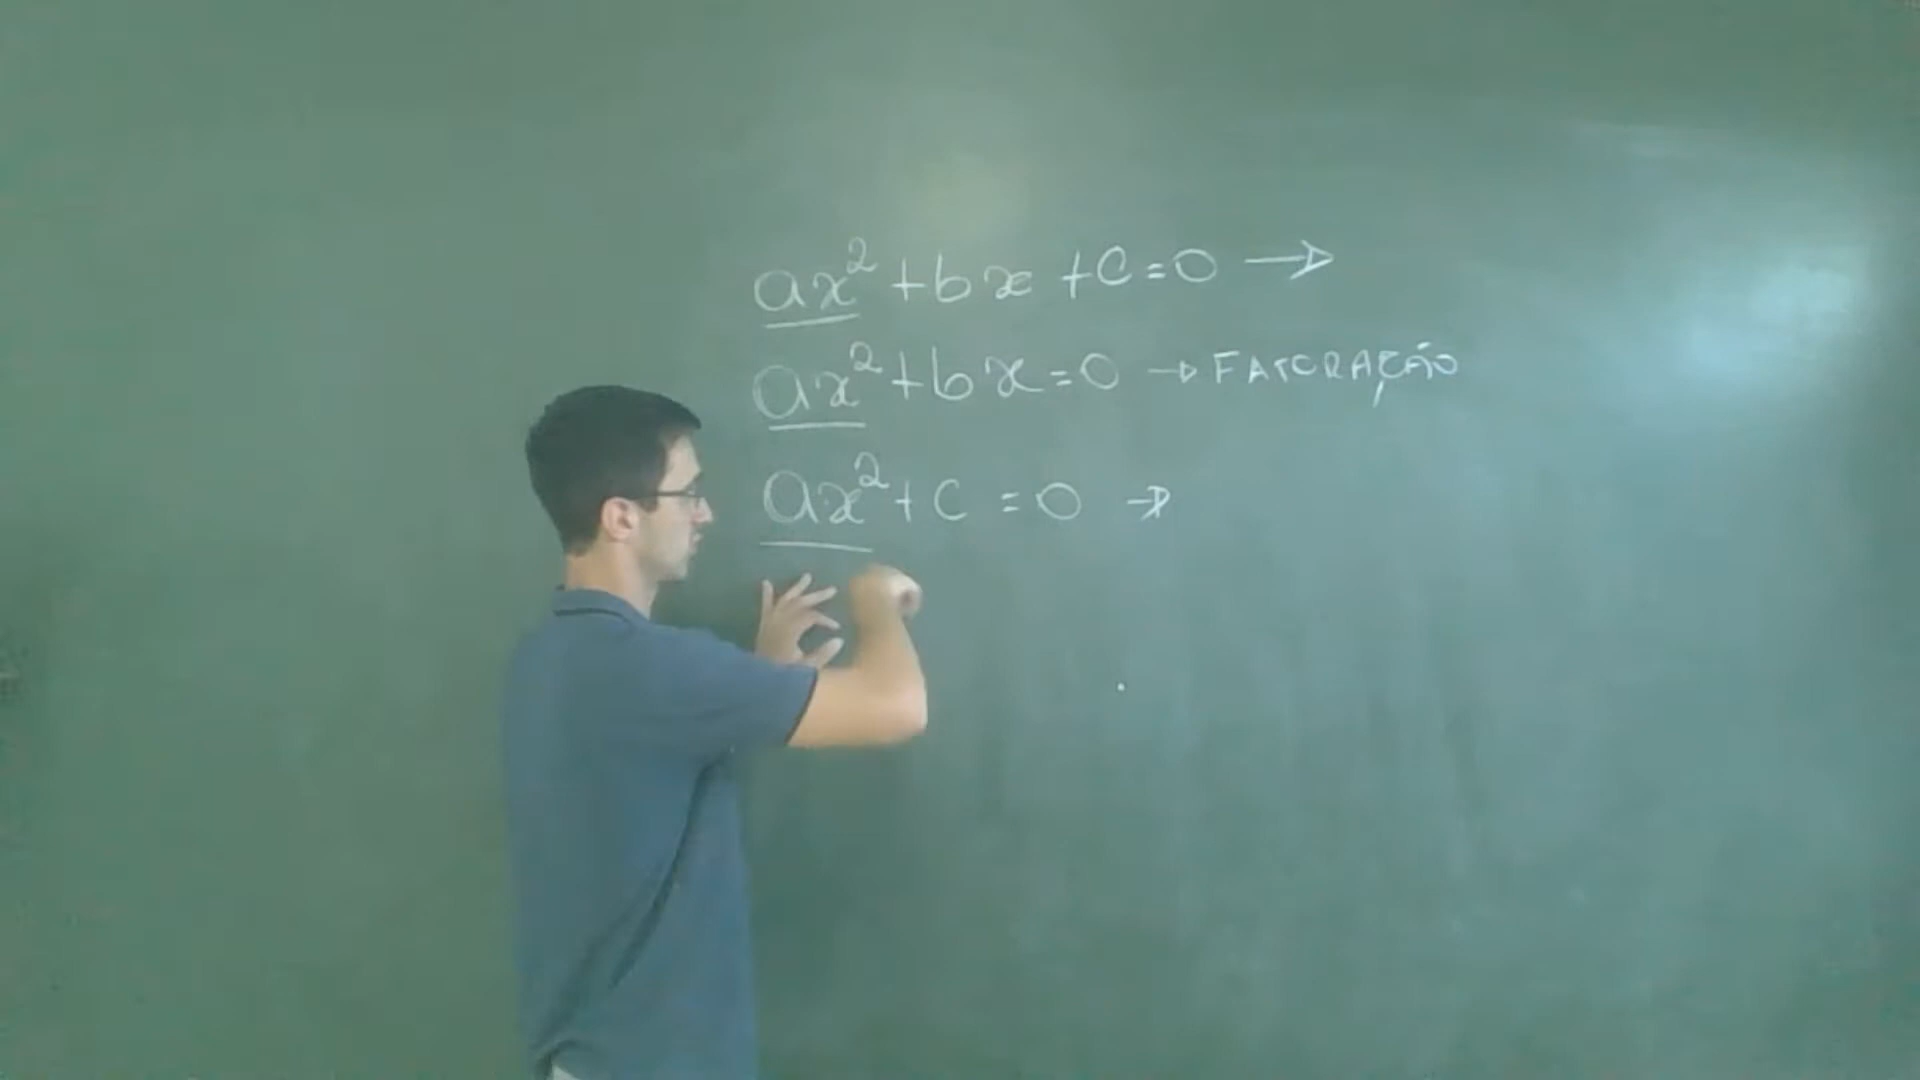 ax² + bx + c = 0 →
ax² + bx = 0 → FATORAÇÃO
ax² + c = 0 →